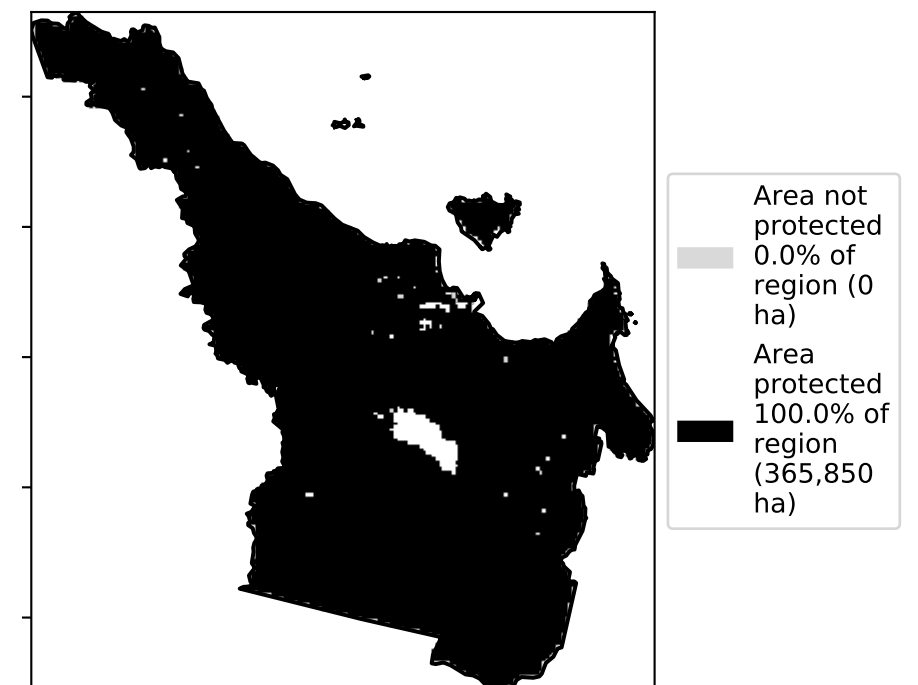 Area not
protected
0.0% of
region (0
ha)
Area
protected
100.0% of
region
(365,850
ha)